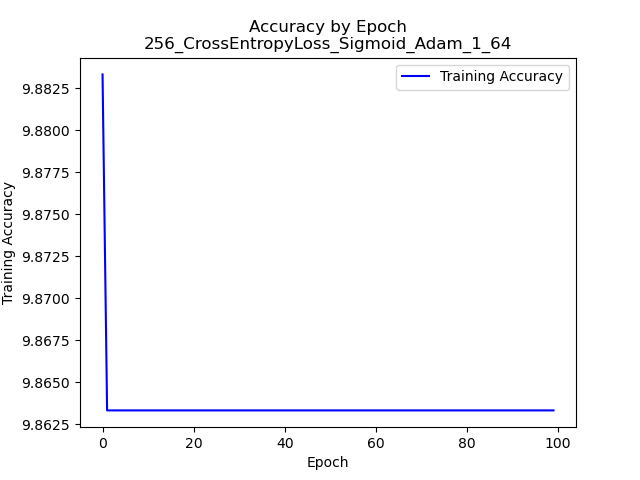 Accuracy by Epoch
256_CrossEntropyLoss_Sigmoid_Adam_1_64
Training Accuracy
9.8825
9.8800
9.8775
9.8750
9.8725
9.8700
9.8675
9.8650
9.8625
Training Accuracy
0 20 40 60 80 100
Epoch